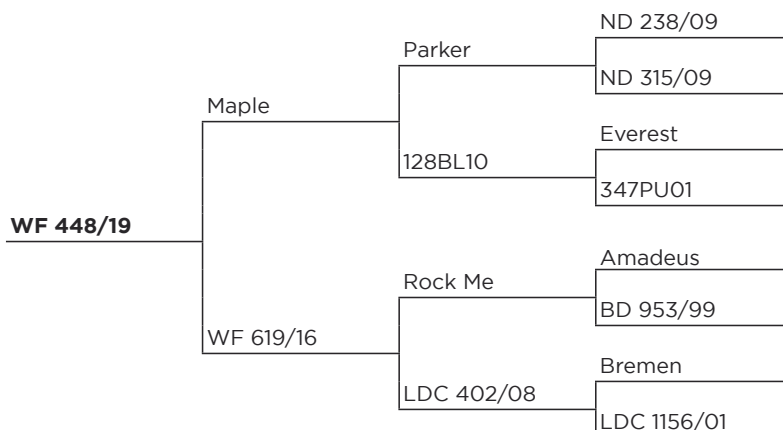 ND 238/09
Parker
ND 315/09
Maple
Everest
128BL10
347PU01
WF 448/19
Amadeus
Rock Me
BD 953/99
WF 619/16
Bremen
LDC 402/08
LDC 1156/01